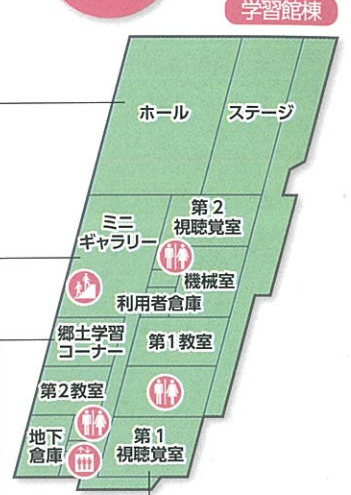 学習館棟
ホール
ステージ
ミニ
ギャラリー
第2
視聴覚室
機械室
利用者倉庫
郷土学習
コーナー
第1教室
第2教室
地下
倉庫
第1
視聴覚室